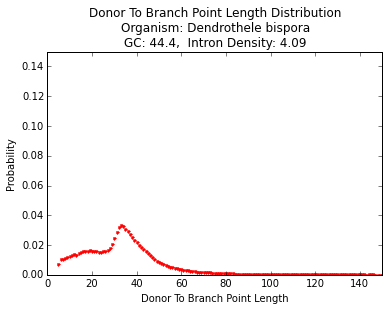 Donor To Branch Point Length Distribution
Organism: Dendrothele bispora
GC: 44.4,  Intron Density: 4.09
0.14
0.12
0.10
0.08
0.06
0.04
0.02
0.00
Probability
0 20 40 60 80 100 120 140
Donor To Branch Point Length